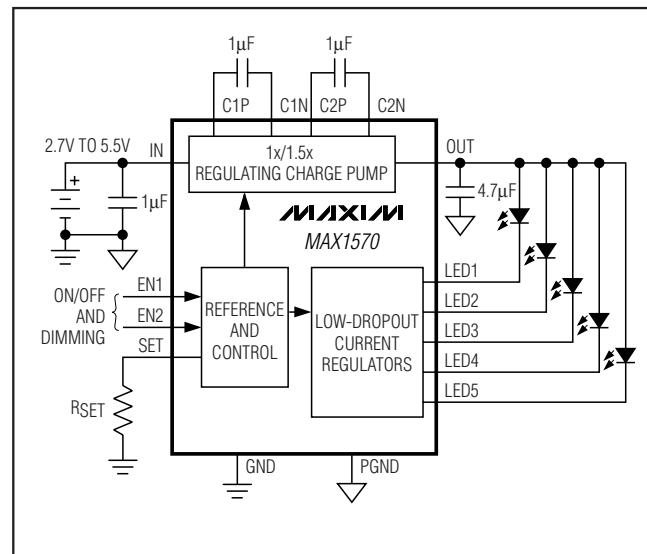 1µF
1µF
C1P
C1N
C2P
C2N
2.7V TO 5.5V
IN
1x/1.5x
REGULATING CHARGE PUMP
OUT
+
1µF
4.7µF
MAXIM
MAX1570
LED1
EN1
ON/OFF
AND
DIMMING
EN2
REFERENCE
AND
CONTROL
LOW-DROPOUT
CURRENT
REGULATORS
LED2
LED3
SET
LED4
LED5
RSET
GND
PGND